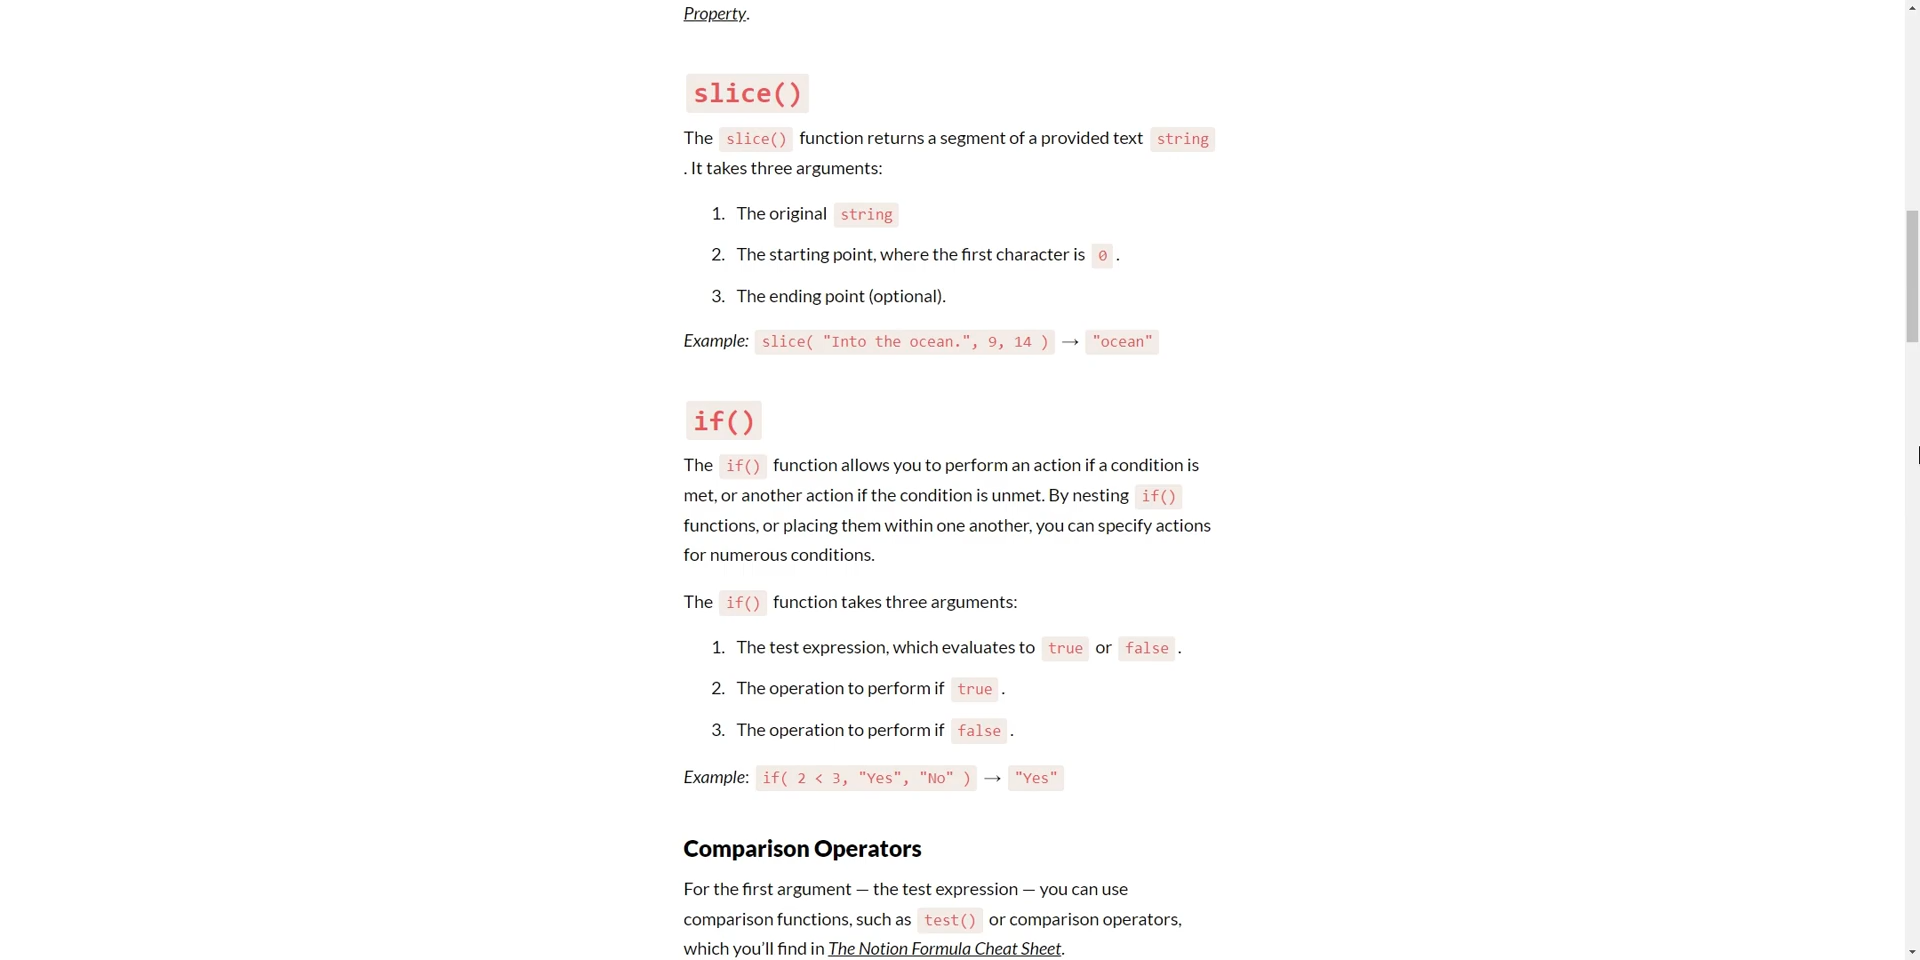 Property.
slice()
The slice() function returns a segment of a provided text string
. It takes three arguments:
1. The original string
2. The starting point, where the first character is 0 .
3. The ending point (optional).
Example: slice( "Into the ocean.", 9, 14 ) → "ocean"
if()
The if() function allows you to perform an action if a condition is
met, or another action if the condition is unmet. By nesting if()
functions, or placing them within one another, you can specify actions
for numerous conditions.
The if() function takes three arguments:
1. The test expression, which evaluates to true or false .
2. The operation to perform if true .
3. The operation to perform if false .
Example: if( 2 < 3, "Yes", "No" ) → "Yes"
Comparison Operators
For the first argument — the test expression — you can use
comparison functions, such as test() or comparison operators,
which you’ll find in The Notion Formula Cheat Sheet.